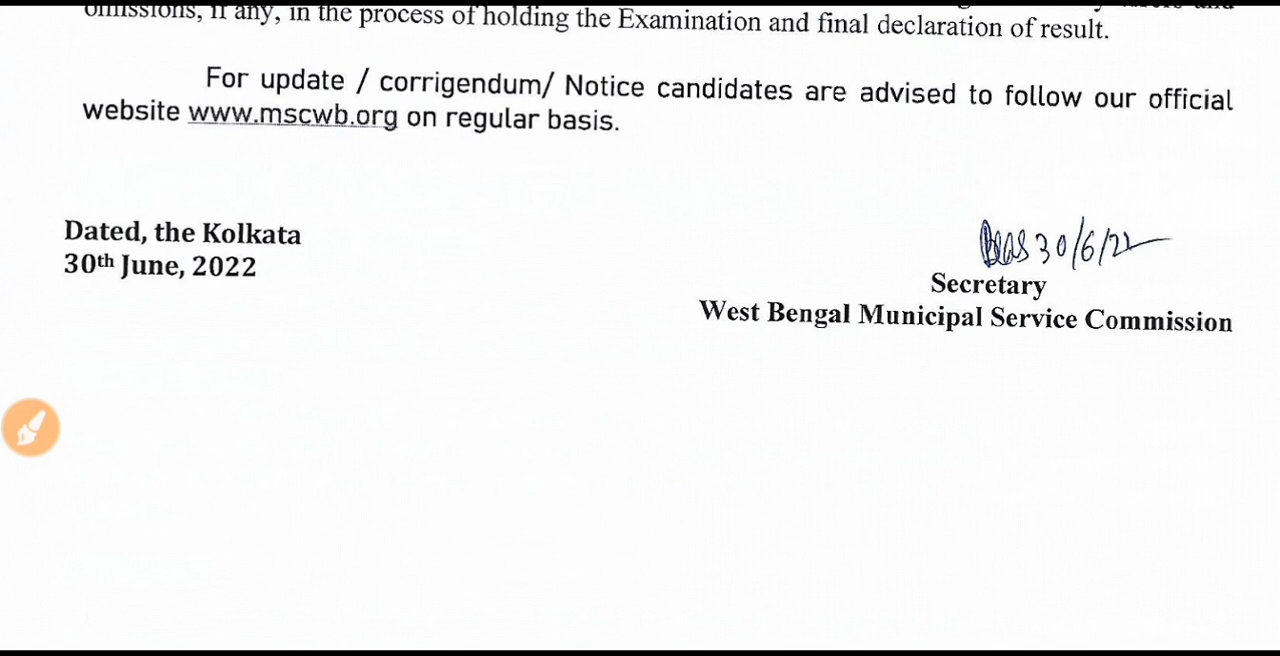 omissions, if any, in the process of holding the Examination and final declaration of result.
For update / corrigendum/ Notice candidates are advised to follow our official
website www.mscwb.org on regular basis.
Dated, the Kolkata
30th June, 2022
30/6/22
Secretary
West Bengal Municipal Service Commission